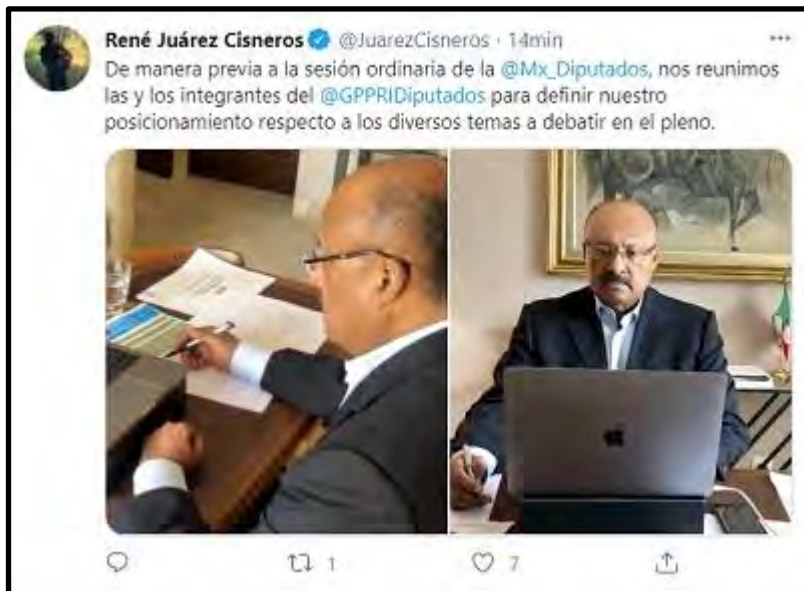 René Juárez Cisneros @JuarezCisneros · 14min
De manera previa a la sesión ordinaria de la @Mx_Diputados, nos reunimos
las y los integrantes del @GPPRIDiputados para definir nuestro
posicionamiento respecto a los diversos temas a debatir en el pleno.
1
7